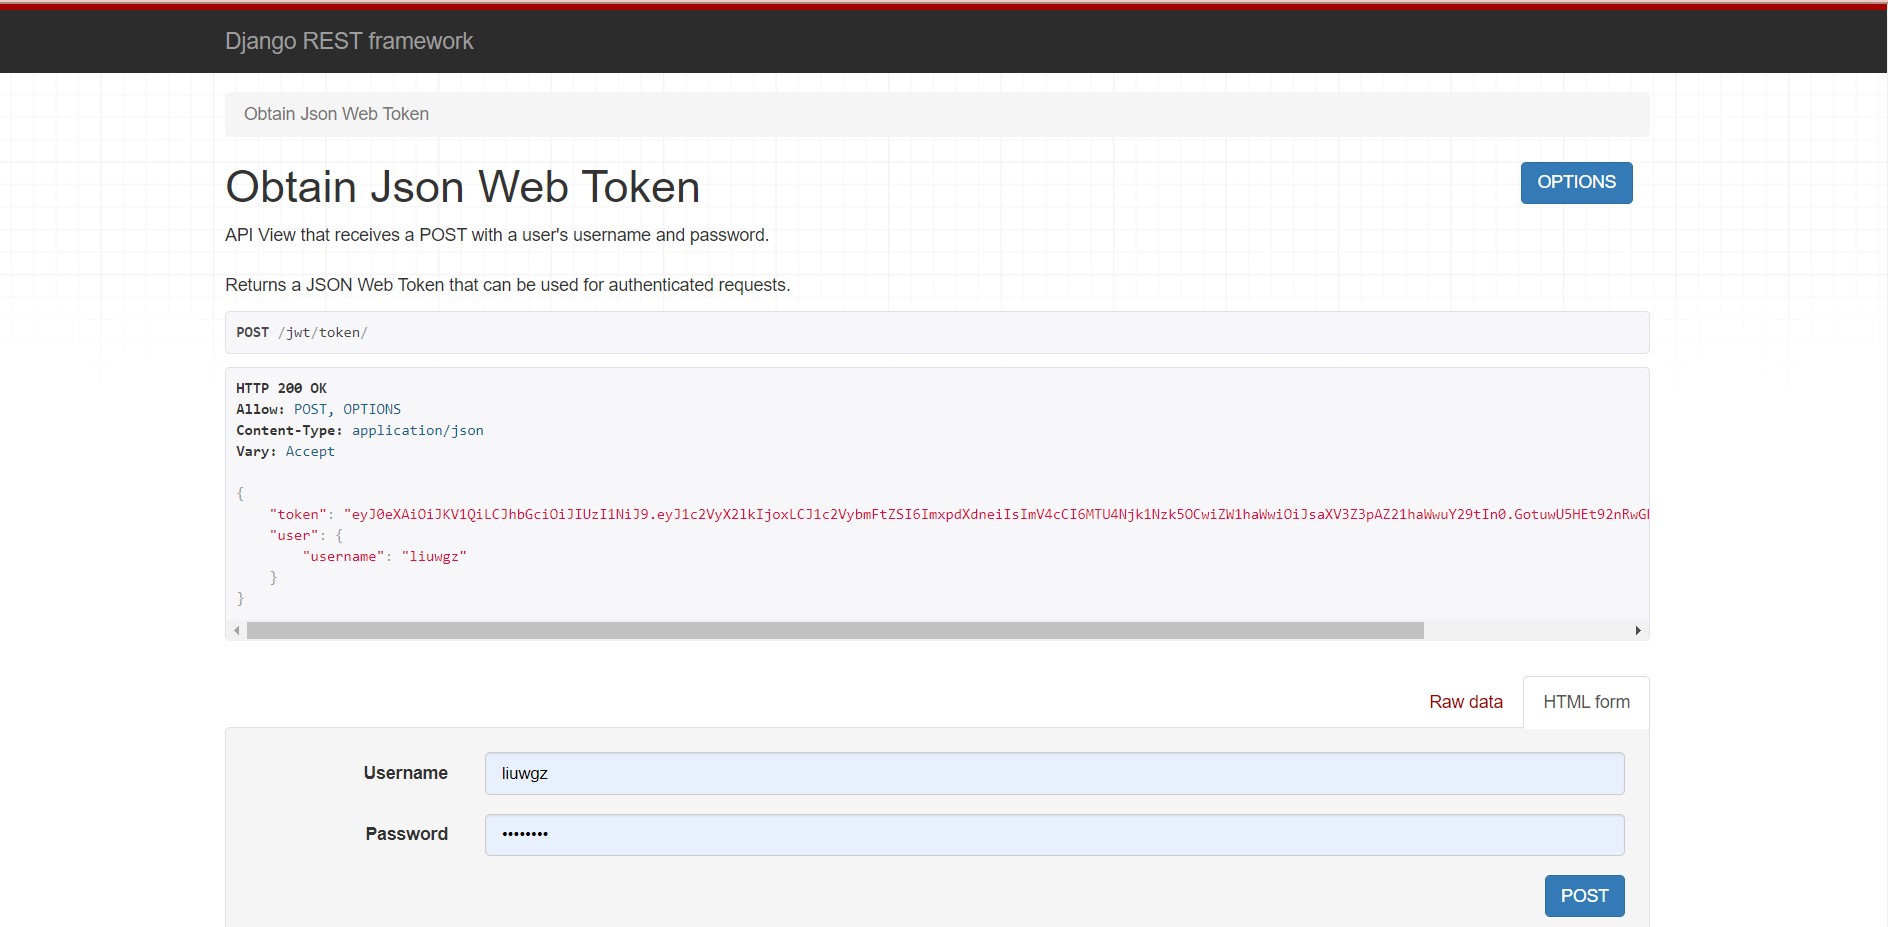 Django REST framework
Obtain Json Web Token
Obtain Json Web Token
OPTIONS
API View that receives a POST with a user's username and password.
Returns a JSON Web Token that can be used for authenticated requests.
POST /jwt/token/
HTTP 200 OK
Allow: POST, OPTIONS
Content-Type: application/json
Vary: Accept
{
"token": "eyJ0eXAiOiJKV1QiLCJhbGciOiJIUzI1NiJ9.eyJ1c2VyX2lkIjoxLCJ1c2VybmFtZSI6ImxpdXdneiIsImV4cCI6MTU4Njk1Nzk5OCwiZW1haWwiOiJsaXV3Z3pAZ21haWwuY29tIn0.GotuwU5HEt92nRwG
"user": {
"username": "liuwgz"
}
}
Raw data
HTML form
Username
liuwgz
Password
••••••••
POST